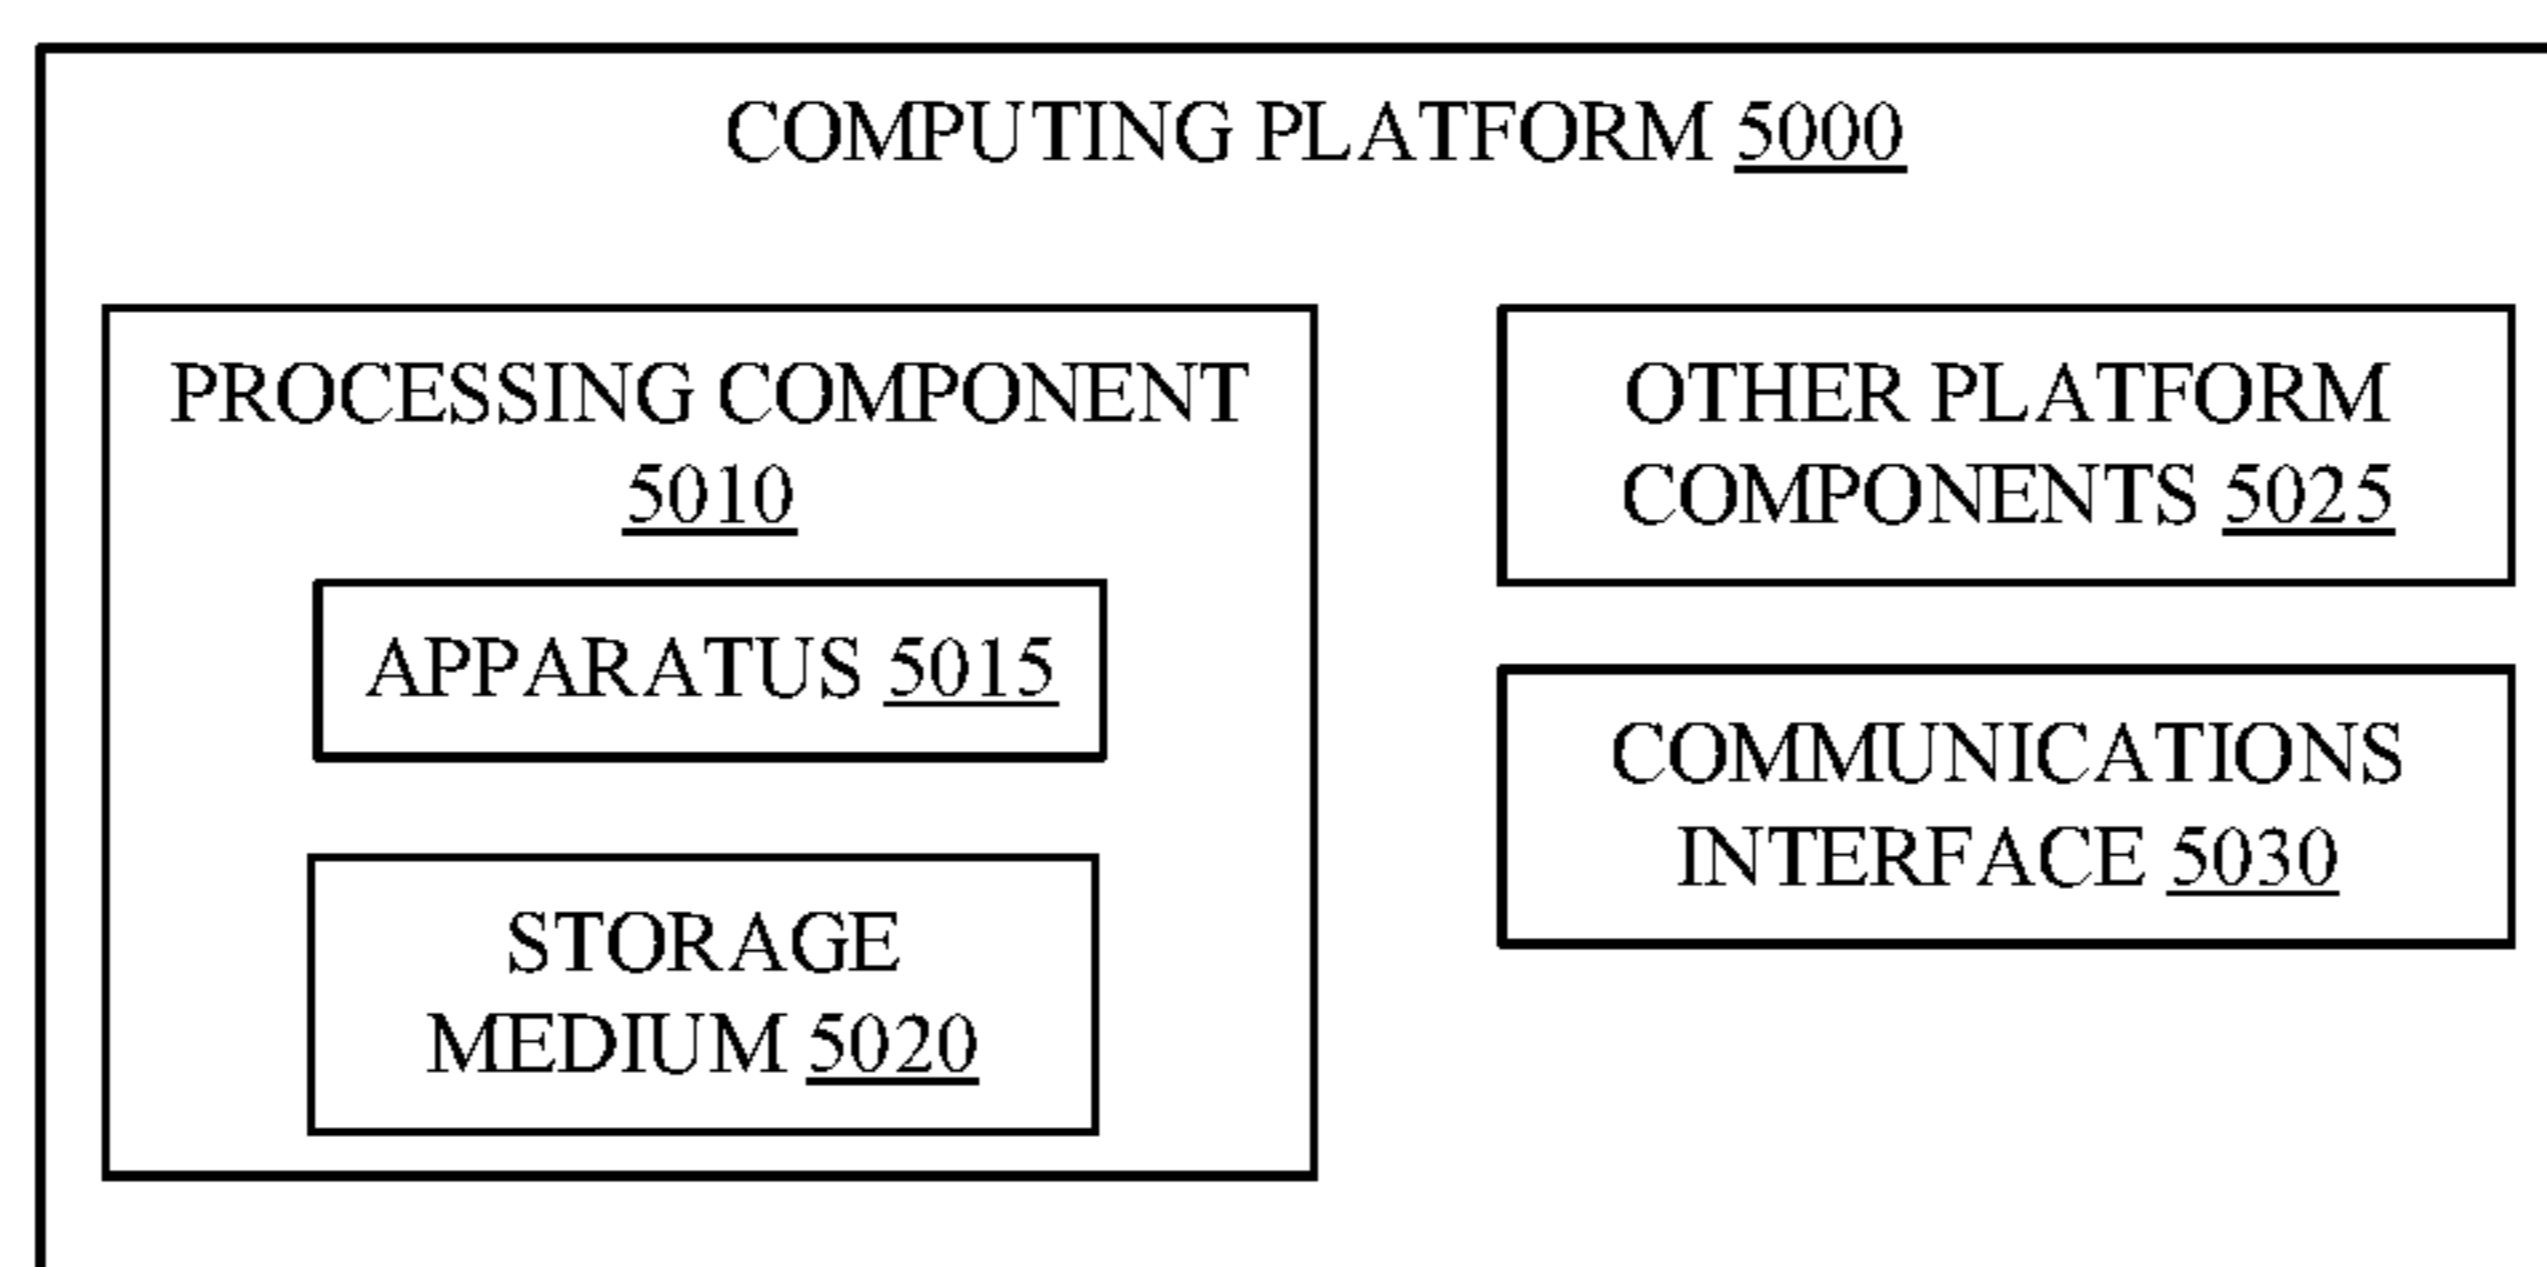 COMPUTING PLATFORM 5000
PROCESSING COMPONENT
5010
APPARATUS 5015
STORAGE
MEDIUM 5020
OTHER PLATFORM
COMPONENTS 5025
COMMUNICATIONS
INTERFACE 5030